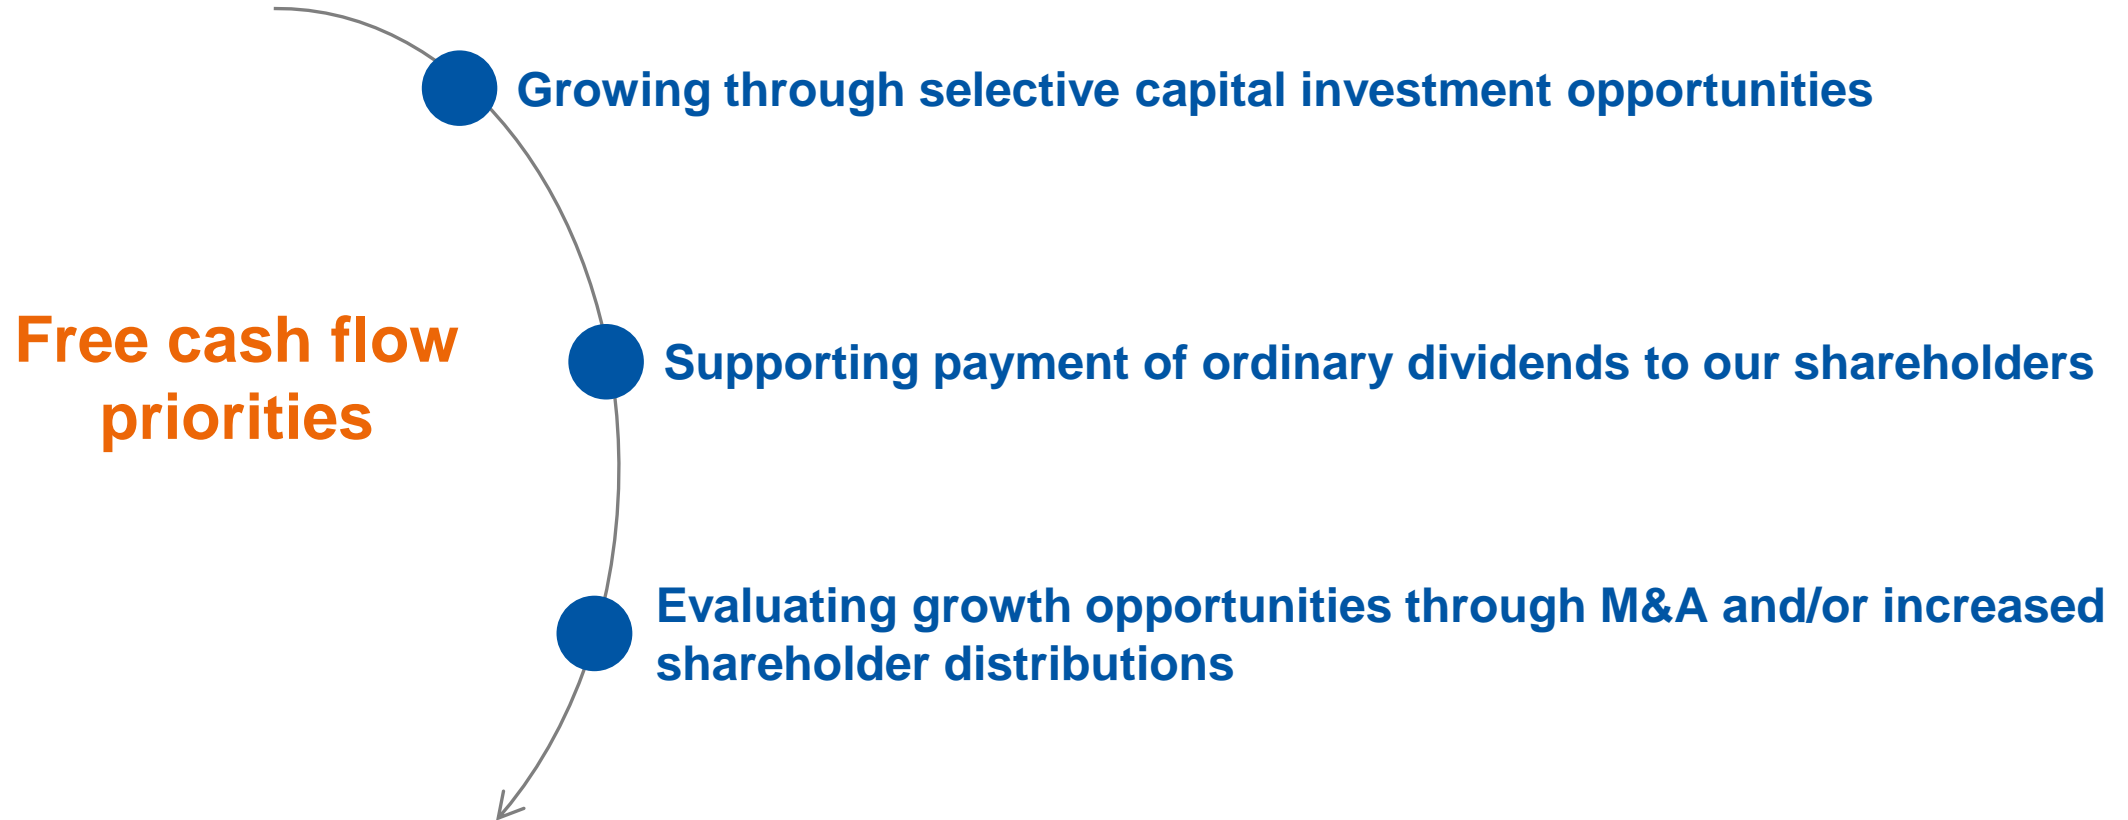 Growing through selective capital investment opportunities
Free cash flow
priorities
Supporting payment of ordinary dividends to our shareholders
Evaluating growth opportunities through M&A and/or increased
shareholder distributions